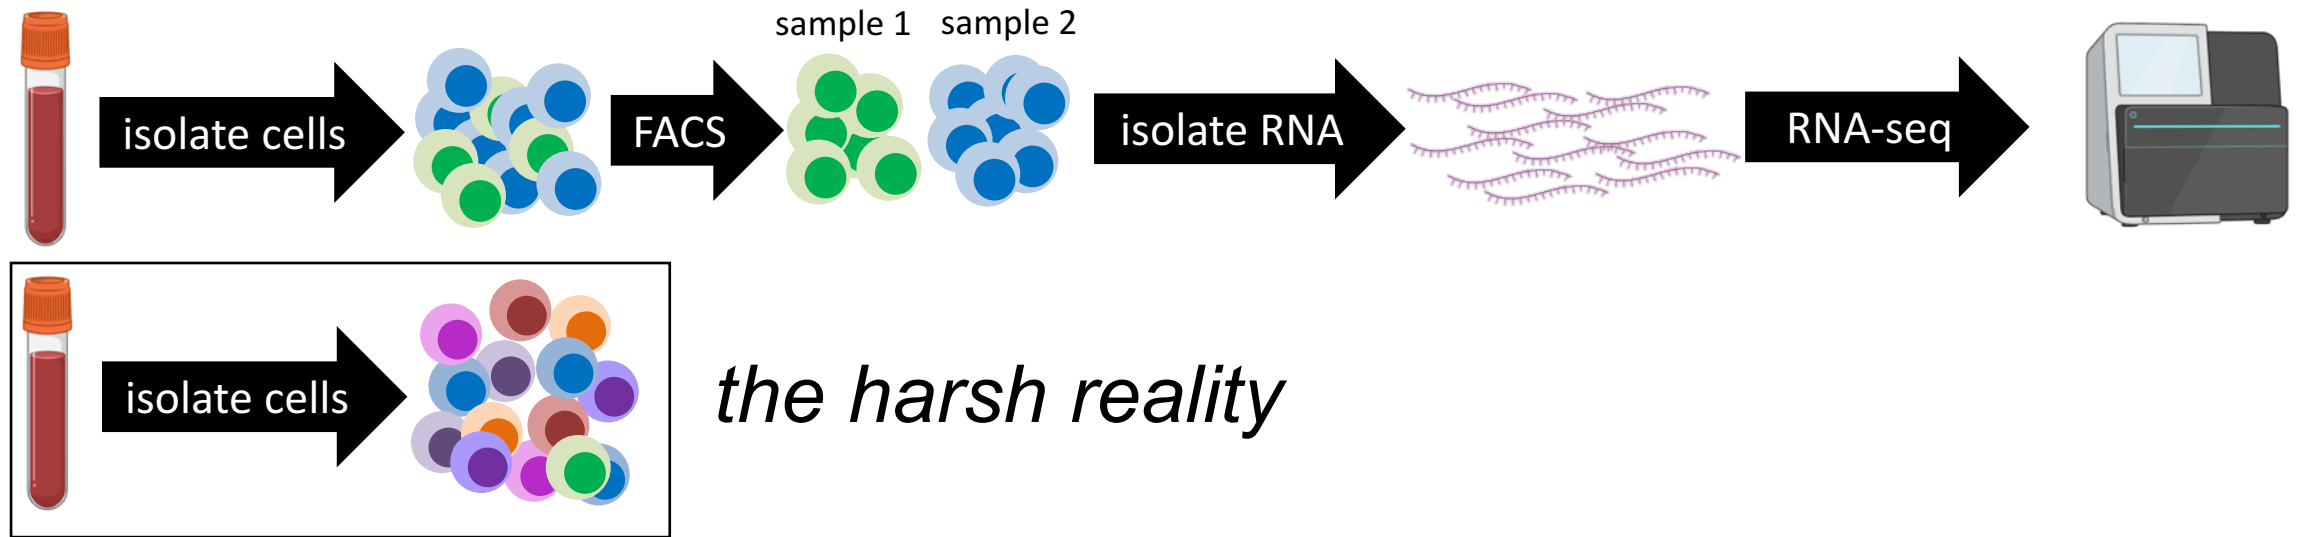 sample 1 sample 2
isolate cells FACS isolate RNA RNA-seq
isolate cells
the harsh reality